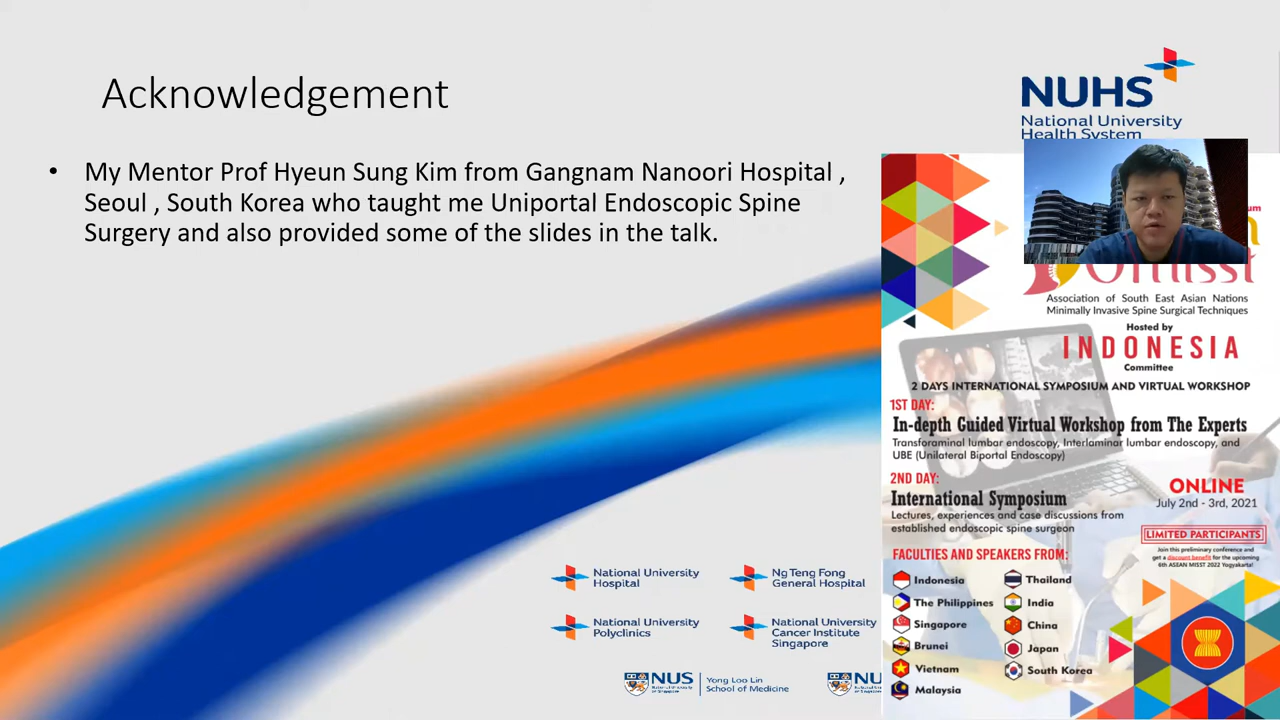 Acknowledgement
• My Mentor Prof Hyeun Sung Kim from Gangnam Nanoori Hospital ,
Seoul , South Korea who taught me Uniportal Endoscopic Spine
Surgery and also provided some of the slides in the talk.
NUHS
National University
Health System
Association of South East Asian Nations
Minimally Invasive Spine Surgical Techniques
Hosted by
INDONESIA
Committee
2 DAYS INTERNATIONAL SYMPOSIUM AND VIRTUAL WORKSHOP
1ST DAY:
In-depth Guided Virtual Workshop from The Experts
Transforaminal lumbar endoscopy, Interlaminar lumbar endoscopy, and
UBE (Unilateral Biportal Endoscopy)
2ND DAY:
International Symposium
Lectures, experiences and case discussions from
established endoscopic spine surgeon
ONLINE
July 2nd - 3rd, 2021
LIMITED PARTICIPANTS
Join this preliminary conference and
get a discount benefit for the upcoming
6th ASEAN MISST 2022 Yogyakarta!
FACULTIES AND SPEAKERS FROM:
Indonesia
The Philippines
Singapore
Brunei
Vietnam
Malaysia
Thailand
India
China
Japan
South Korea
National University
Hospital
Ng Teng Fong
General Hospital
National University
Polyclinics
National University
Cancer Institute
Singapore
NUS
Yong Loo Lin
School of Medicine
NUS